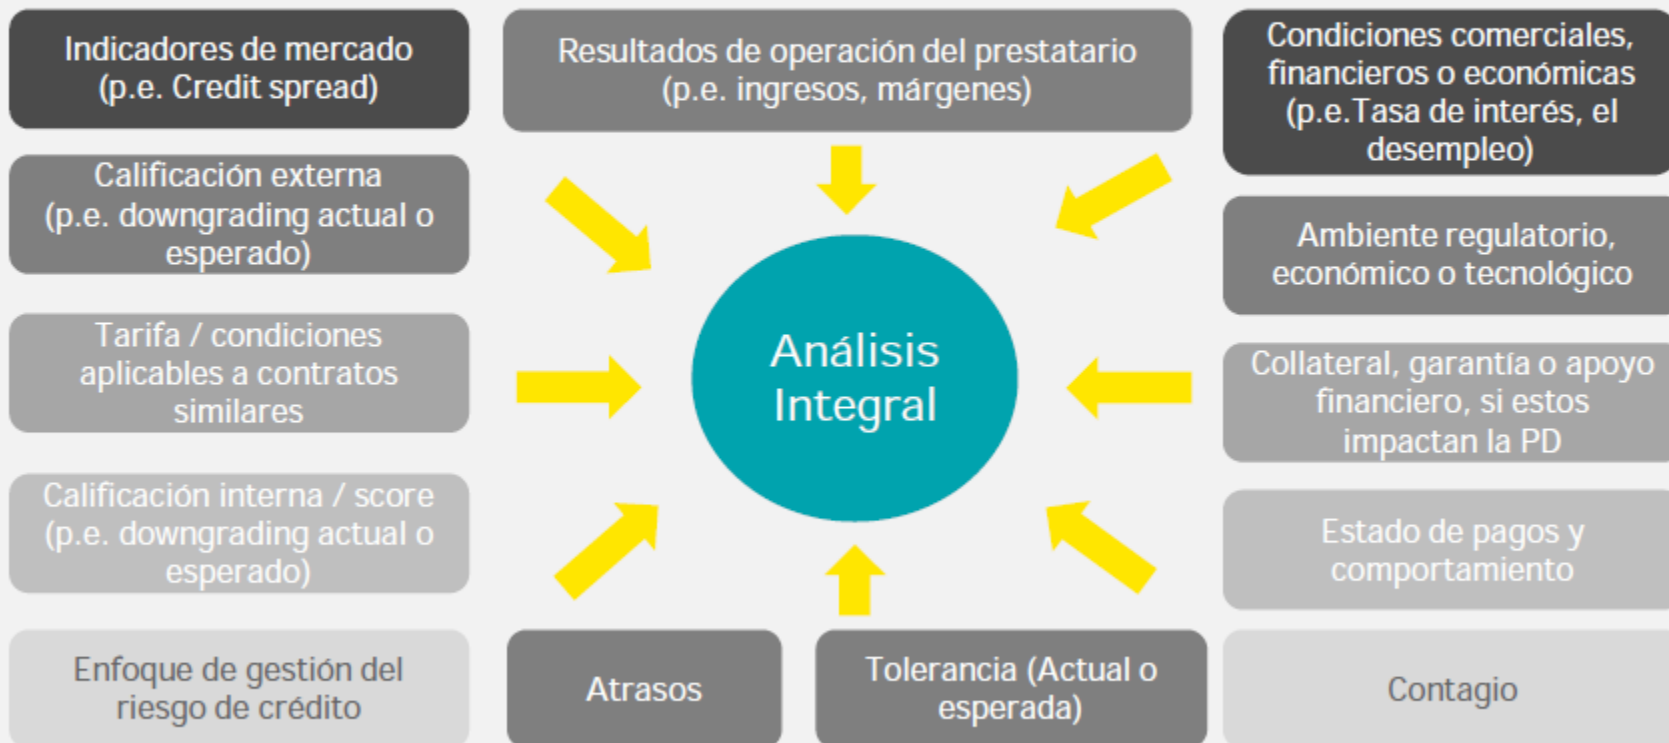 Indicadores de mercado
(p.e. Credit spread)
Resultados de operación del prestatario
(p.e. ingresos, márgenes)
Condiciones comerciales,
financieros o económicas
(p.e.Tasa de interés, el
desempleo)
Calificación externa
(p.e. downgrading actual o
esperado)
Ambiente regulatorio,
económico o tecnológico
Tarifa / condiciones
aplicables a contratos
similares
Análisis
Integral
Collateral, garantía o apoyo
financiero, si estos
impactan la PD
Calificación interna / score
(p.e. downgrading actual o
esperado)
Estado de pagos y
comportamiento
Enfoque de gestión del
riesgo de crédito
Atrasos
Tolerancia (Actual o
esperada)
Contagio